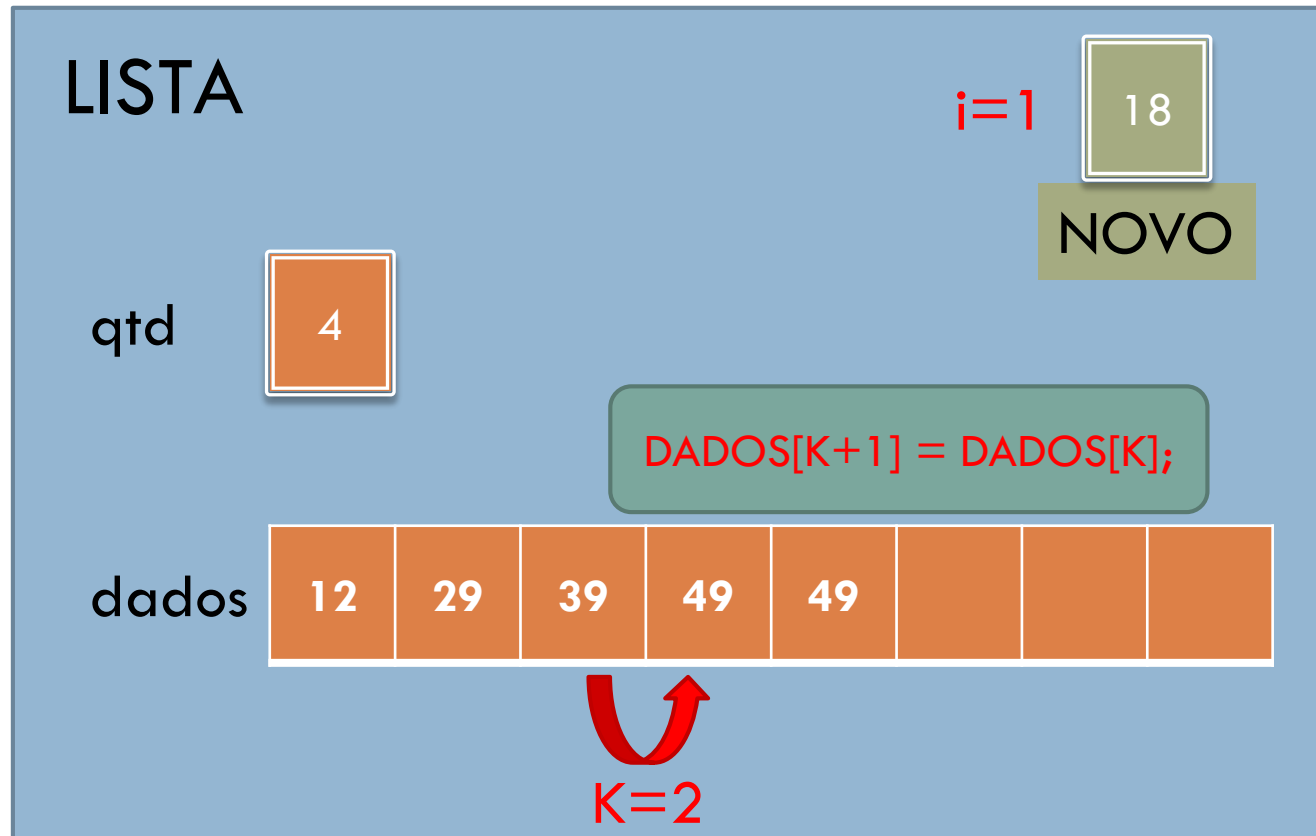 LISTA
i=1
18
NOVO
qtd
4
DADOS[K+1] = DADOS[K];
dados
12 29 39 49 49
K=2